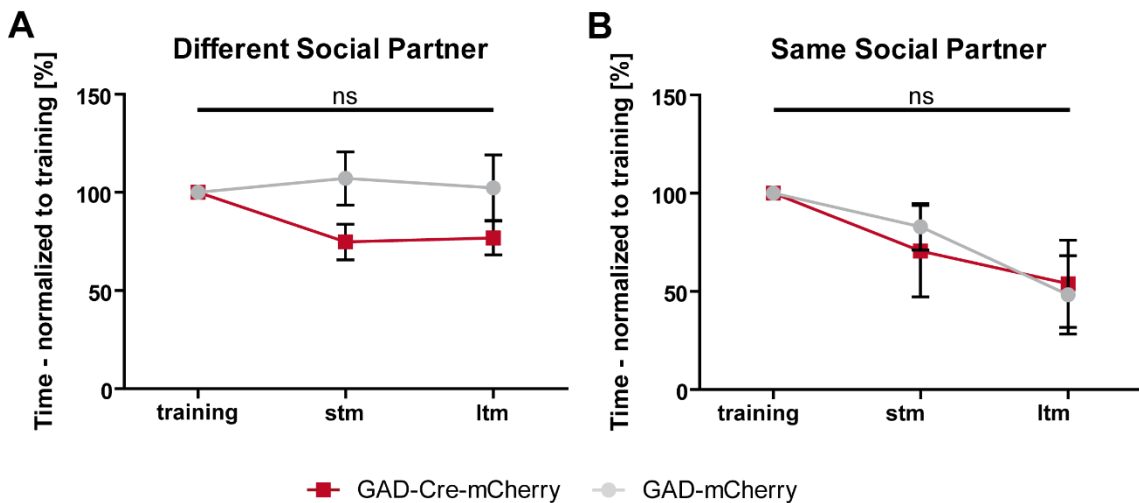 A
Different Social Partner
Time - normalized to training [%]
150
100
50
0
ns
training stm ltm
B
Same Social Partner
Time - normalized to training [%]
150
100
50
0
ns
training stm ltm
GAD-Cre-mCherry GAD-mCherry